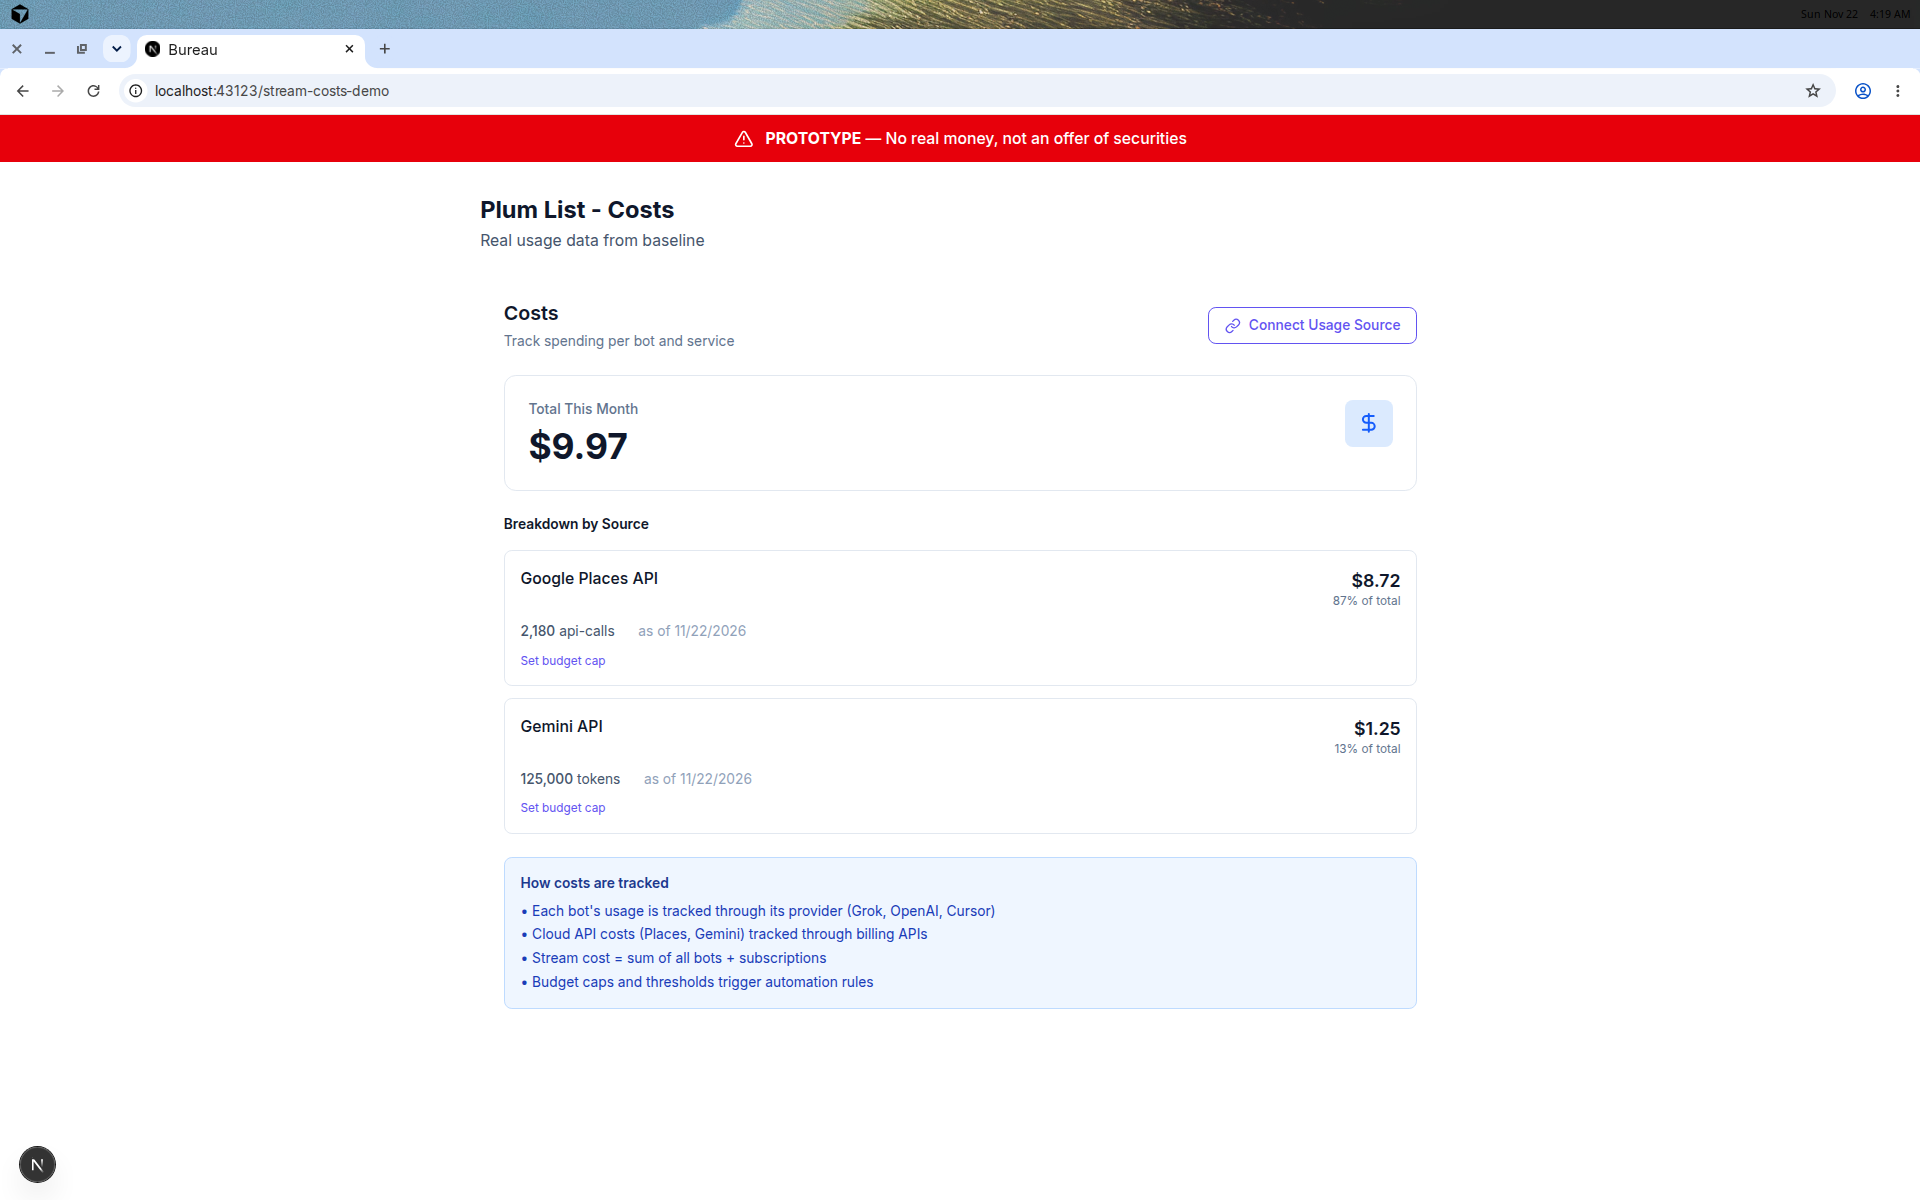 Sun Nov 22 4:19 AM
Bureau
localhost:43123/stream-costs-demo
PROTOTYPE — No real money, not an offer of securities
Plum List - Costs
Real usage data from baseline
Costs
Track spending per bot and service
Connect Usage Source
Total This Month
$9.97
$
Breakdown by Source
Google Places API
$8.72
87% of total
2,180 api-calls as of 11/22/2026
Set budget cap
Gemini API
$1.25
13% of total
125,000 tokens as of 11/22/2026
Set budget cap
How costs are tracked
• Each bot's usage is tracked through its provider (Grok, OpenAI, Cursor)
• Cloud API costs (Places, Gemini) tracked through billing APIs
• Stream cost = sum of all bots + subscriptions
• Budget caps and thresholds trigger automation rules
N